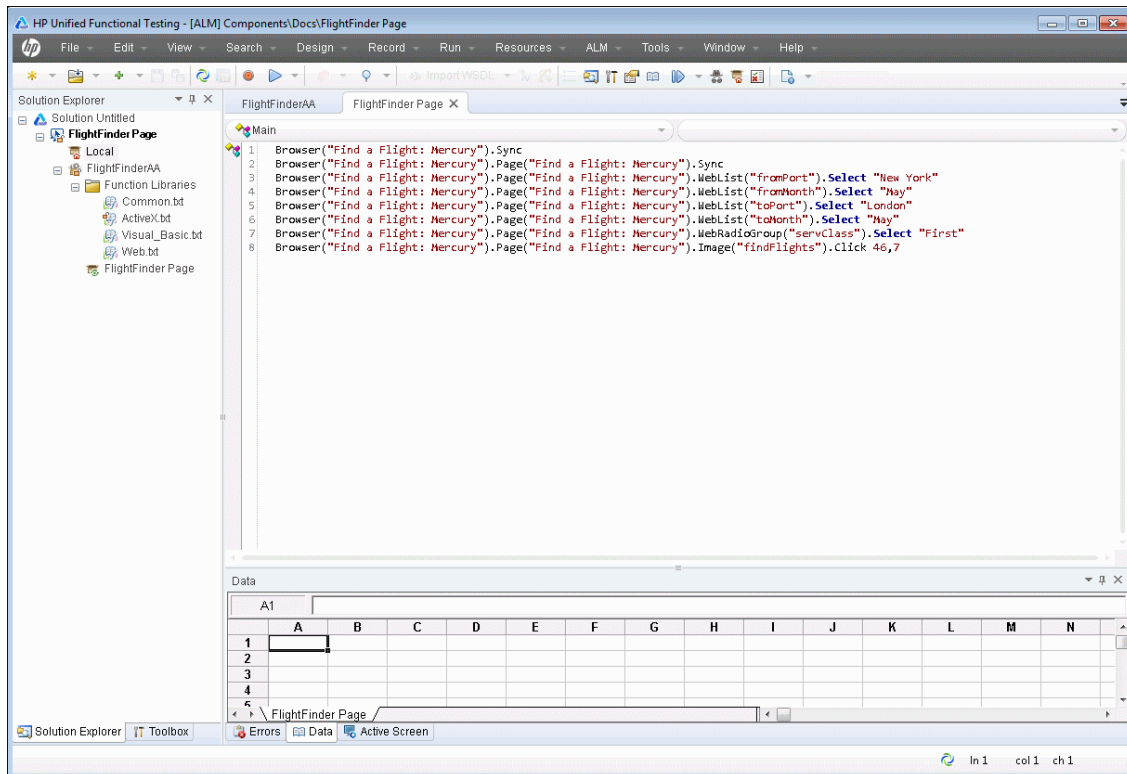 HP Unified Functional Testing - [ALM] Components\Docs\FlightFinder Page
hp File Edit View Search Design Record Run Resources ALM Tools Window Help
Import WSDL
Solution Explorer
Solution Untitled
FlightFinder Page
Local
FlightFinderAA
Function Libraries
Common.txt
ActiveX.txt
Visual_Basic.txt
Web.txt
FlightFinder Page
FlightFinderAA FlightFinder Page
Main
1 Browser("Find a Flight: Mercury").Sync
2 Browser("Find a Flight: Mercury").Page("Find a Flight: Mercury").Sync
3 Browser("Find a Flight: Mercury").Page("Find a Flight: Mercury").WebList("fromPort").Select "New York"
4 Browser("Find a Flight: Mercury").Page("Find a Flight: Mercury").WebList("fromMonth").Select "May"
5 Browser("Find a Flight: Mercury").Page("Find a Flight: Mercury").WebList("toPort").Select "London"
6 Browser("Find a Flight: Mercury").Page("Find a Flight: Mercury").WebList("toMonth").Select "May"
7 Browser("Find a Flight: Mercury").Page("Find a Flight: Mercury").WebRadioGroup("servClass").Select "First"
8 Browser("Find a Flight: Mercury").Page("Find a Flight: Mercury").Image("findFlights").Click 46,7
Data
A1
A B C D E F G H I J K L M N
1
2
3
4
5
FlightFinder Page
Solution Explorer Toolbox
Errors Data Active Screen
ln 1 col 1 ch 1